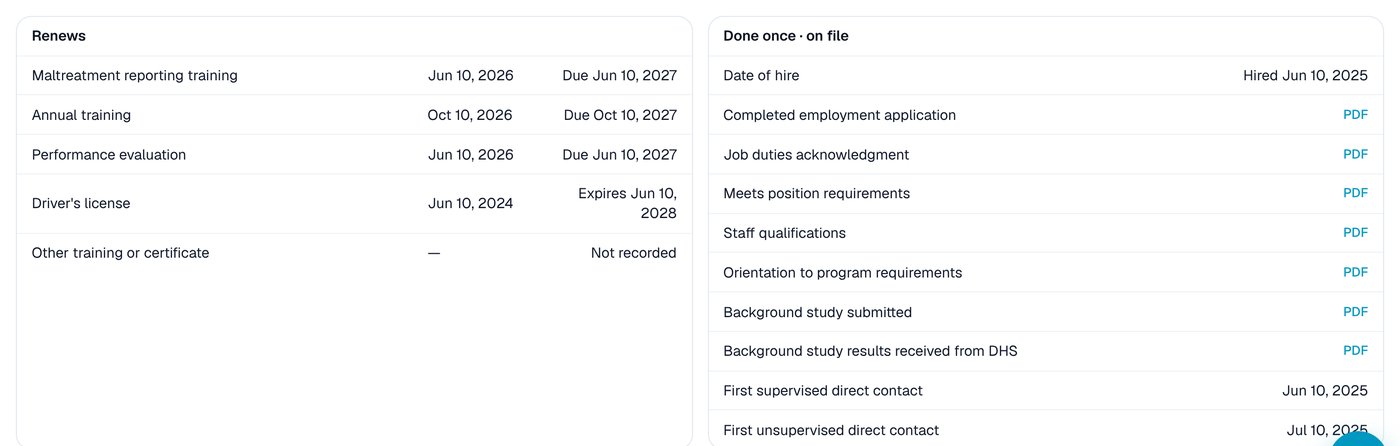 Renews
Maltreatment reporting training Jun 10, 2026 Due Jun 10, 2027
Annual training Oct 10, 2026 Due Oct 10, 2027
Performance evaluation Jun 10, 2026 Due Jun 10, 2027
Driver's license Jun 10, 2024 Expires Jun 10,
2028
Other training or certificate — Not recorded
Done once · on file
Date of hire Hired Jun 10, 2025
Completed employment application PDF
Job duties acknowledgment PDF
Meets position requirements PDF
Staff qualifications PDF
Orientation to program requirements PDF
Background study submitted PDF
Background study results received from DHS PDF
First supervised direct contact Jun 10, 2025
First unsupervised direct contact Jul 10, 2025